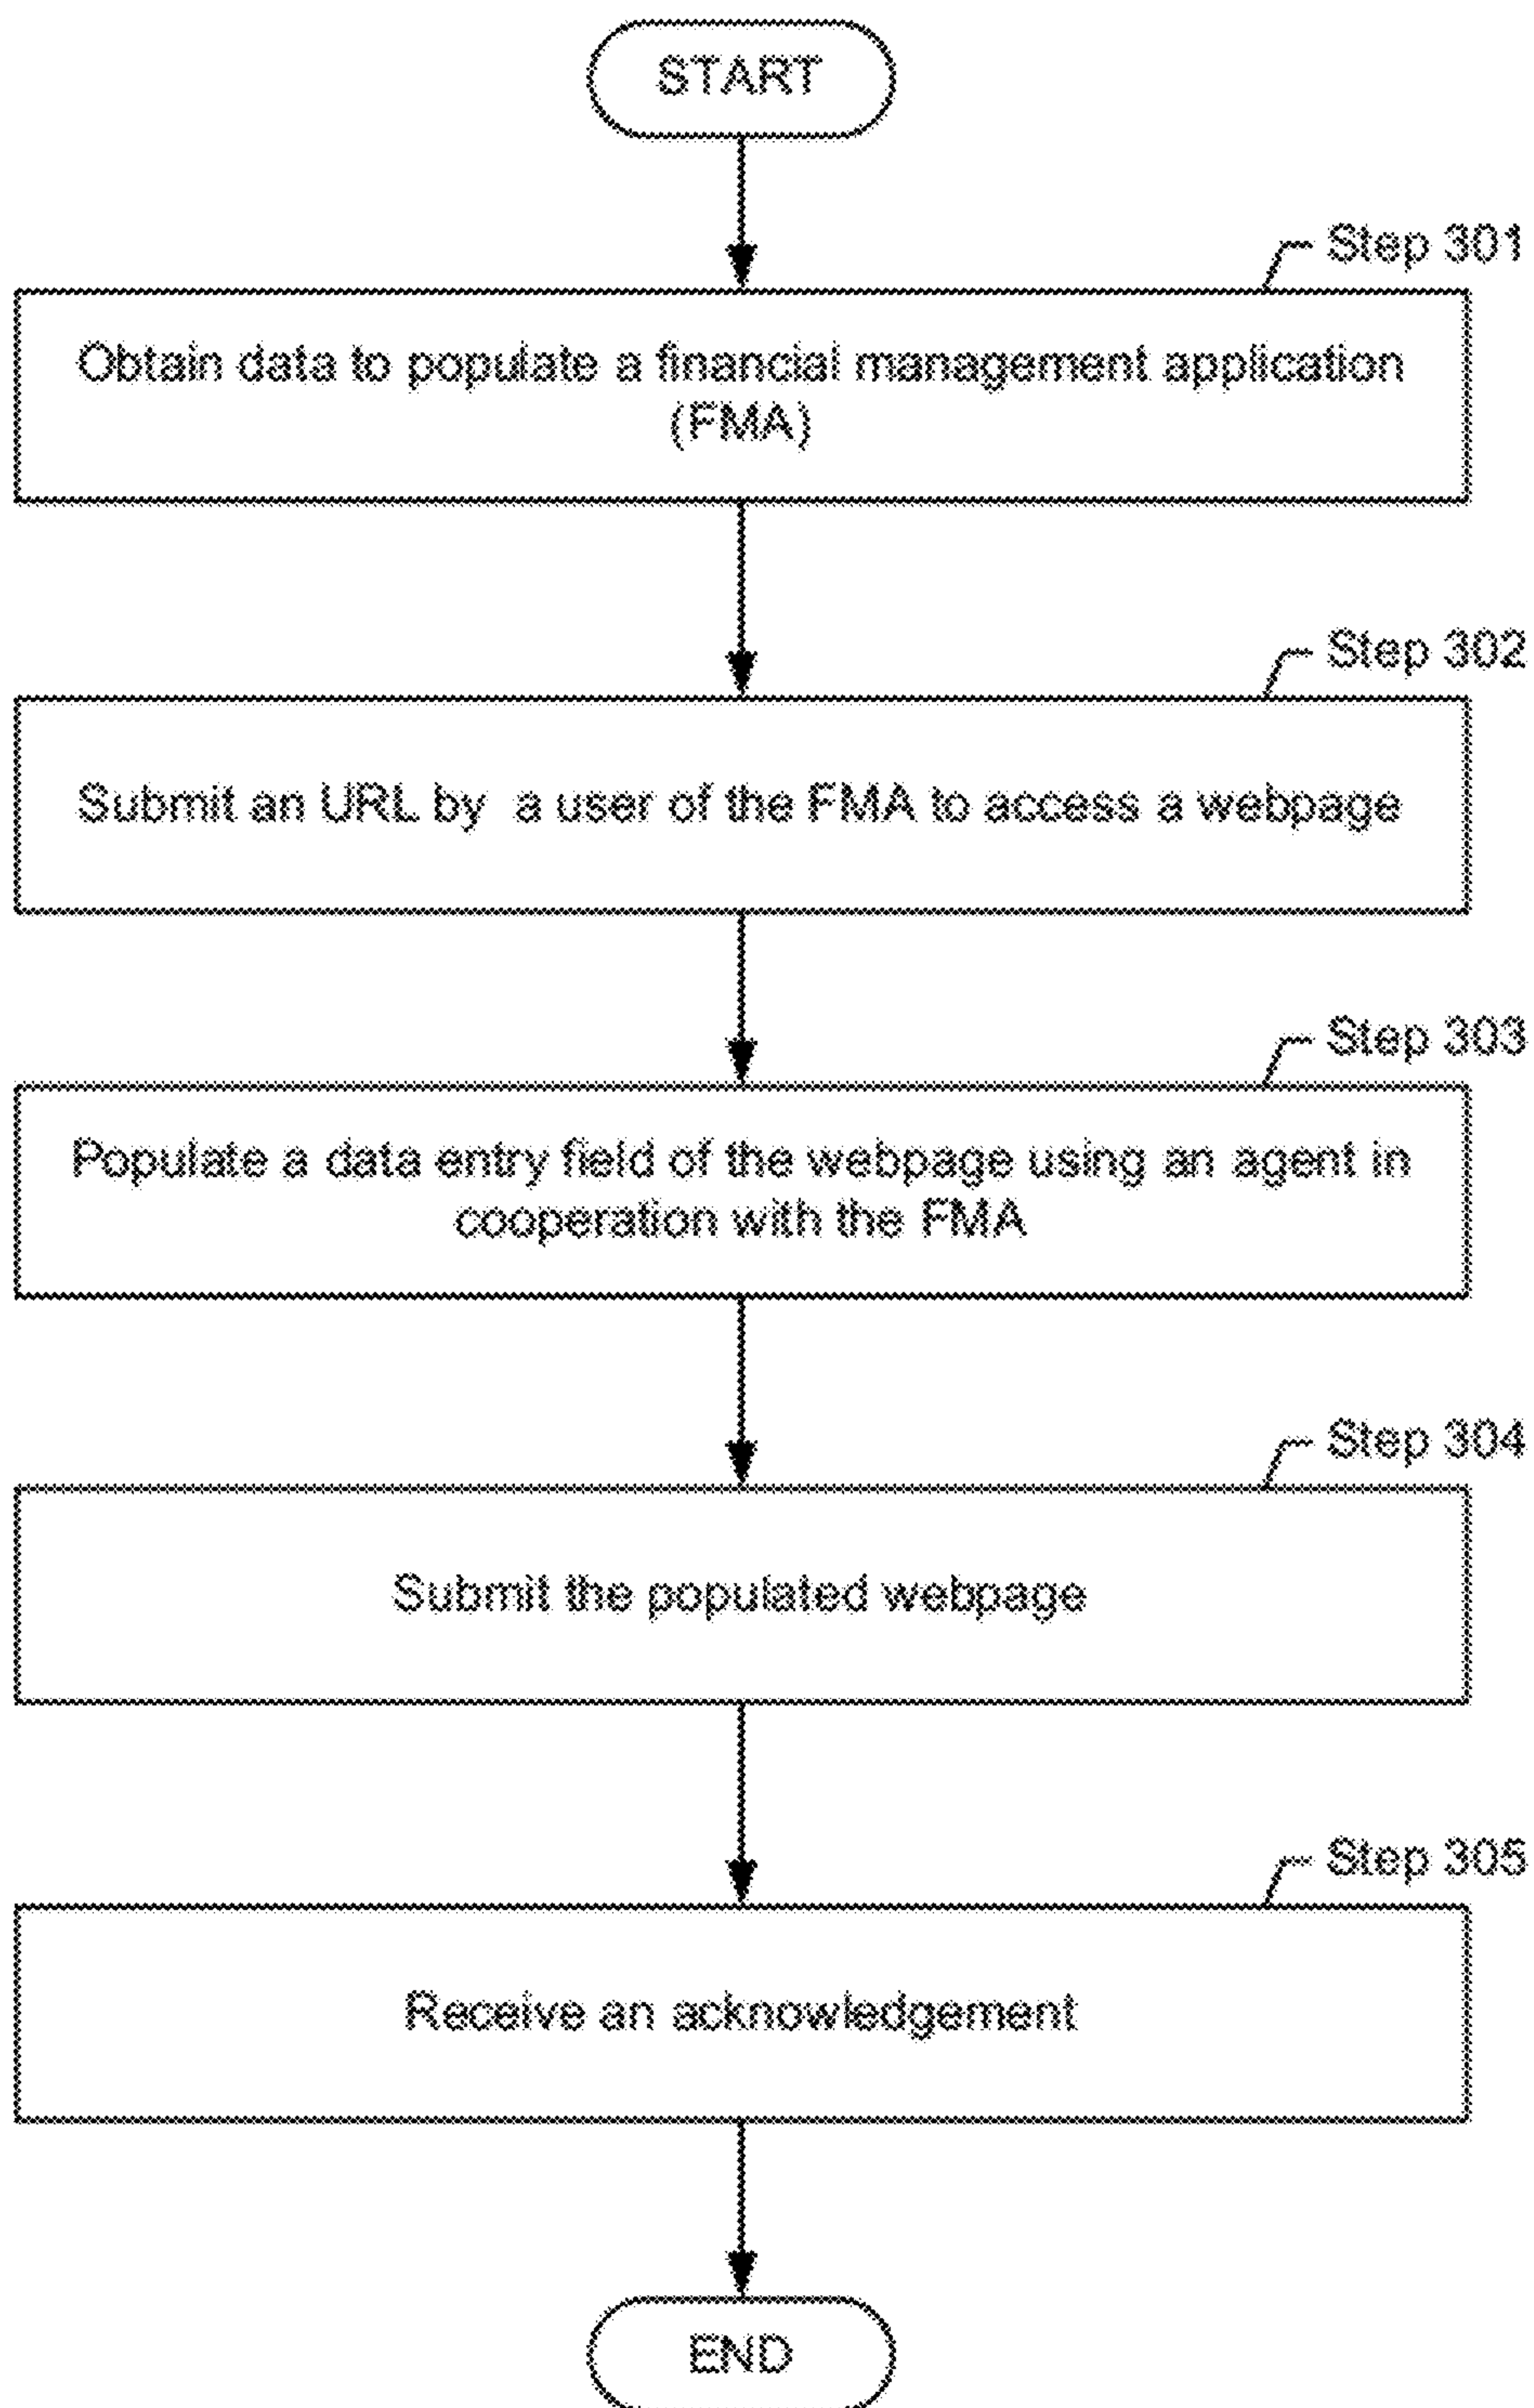 START
Step 301
Obtain data to populate a financial management application
(FMA)
Step 302
Submit an URL by a user of the FMA to access a webpage
Step 303
Populate a data entry field of the webpage using an agent in
cooperation with the FMA
Step 304
Submit the populated webpage
Step 305
Receive an acknowledgement
END